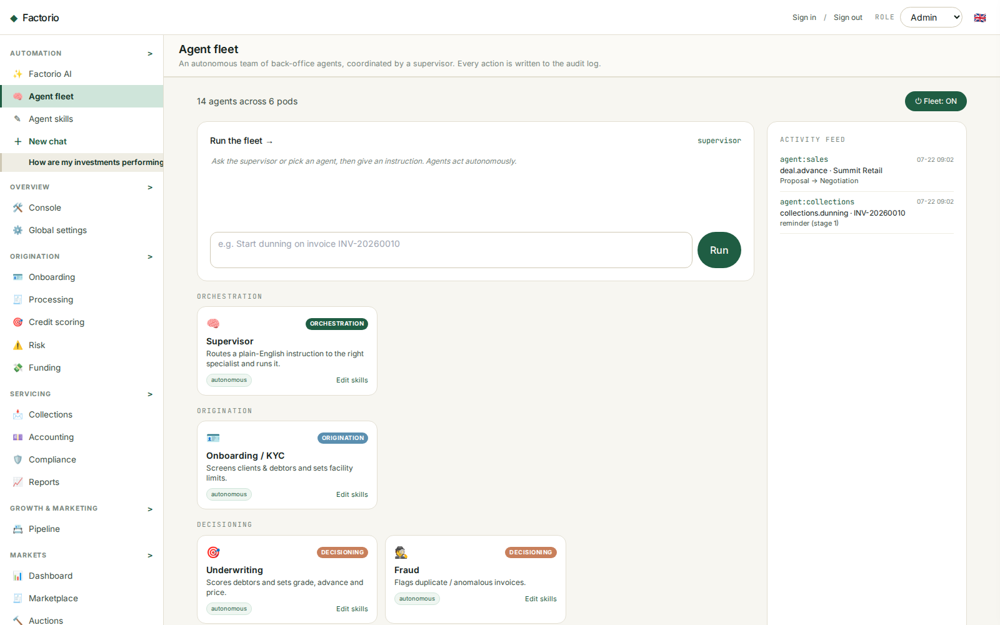 Factorio
Sign in / Sign out ROLE Admin
AUTOMATION >
Factorio AI
Agent fleet
Agent skills
New chat
How are my investments performing
OVERVIEW >
Console
Global settings
ORIGINATION >
Onboarding
Processing
Credit scoring
Risk
Funding
SERVICING >
Collections
Accounting
Compliance
Reports
GROWTH & MARKETING >
Pipeline
MARKETS >
Dashboard
Marketplace
Auctions
Agent fleet
An autonomous team of back-office agents, coordinated by a supervisor. Every action is written to the audit log.
14 agents across 6 pods
Fleet: ON
Run the fleet →
supervisor
Ask the supervisor or pick an agent, then give an instruction. Agents act autonomously.
e.g. Start dunning on invoice INV-20260010
Run
ORCHESTRATION
ORCHESTRATION
Supervisor
Routes a plain-English instruction to the right
specialist and runs it.
autonomous
Edit skills
ORIGINATION
ORIGINATION
Onboarding / KYC
Screens clients & debtors and sets facility
limits.
autonomous
Edit skills
DECISIONING
DECISIONING
Underwriting
Scores debtors and sets grade, advance and
price.
autonomous
Edit skills
DECISIONING
Fraud
Flags duplicate / anomalous invoices.
autonomous
Edit skills
ACTIVITY FEED
agent:sales 07-22 09:02
deal.advance · Summit Retail
Proposal → Negotiation
agent:collections 07-22 09:02
collections.dunning · INV-20260010
reminder (stage 1)